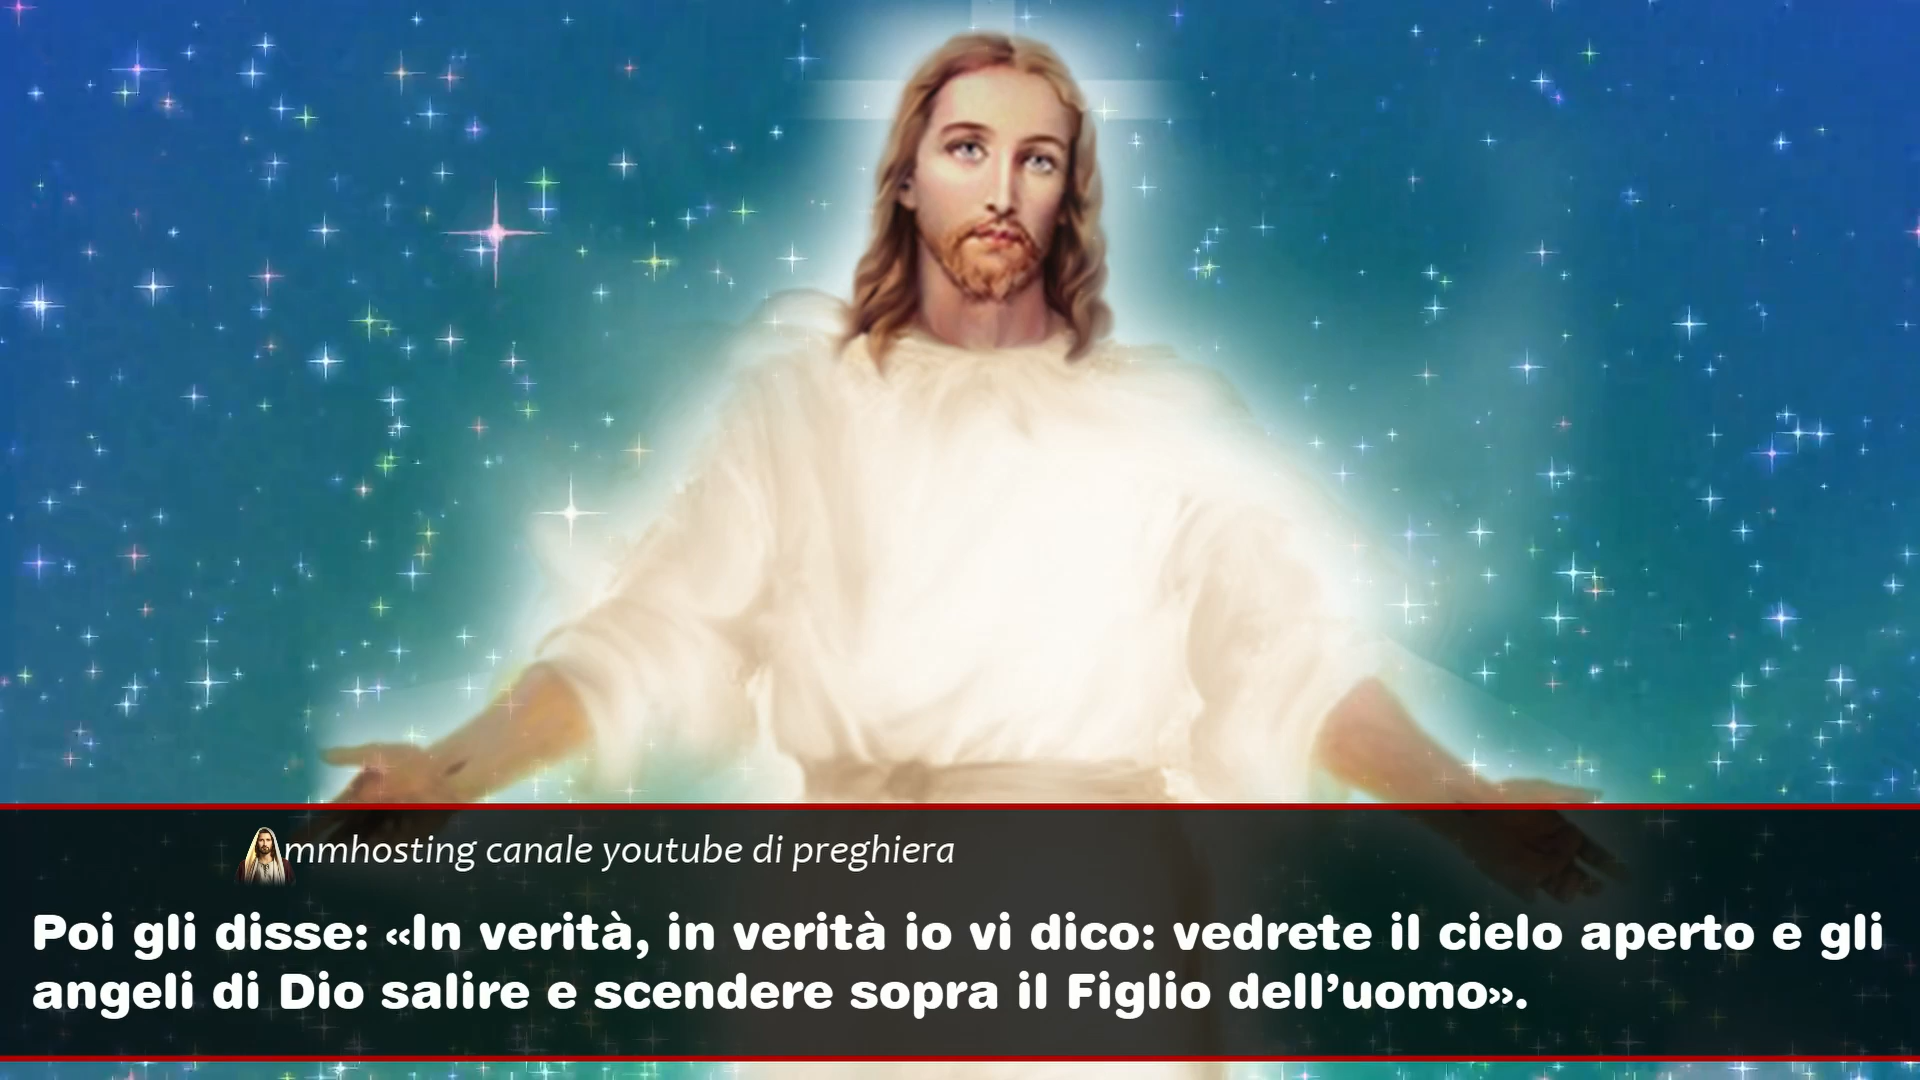 mmhosting canale youtube di preghiera
Poi gli disse: «In verità, in verità io vi dico: vedrete il cielo aperto e gli
angeli di Dio salire e scendere sopra il Figlio dell’uomo».